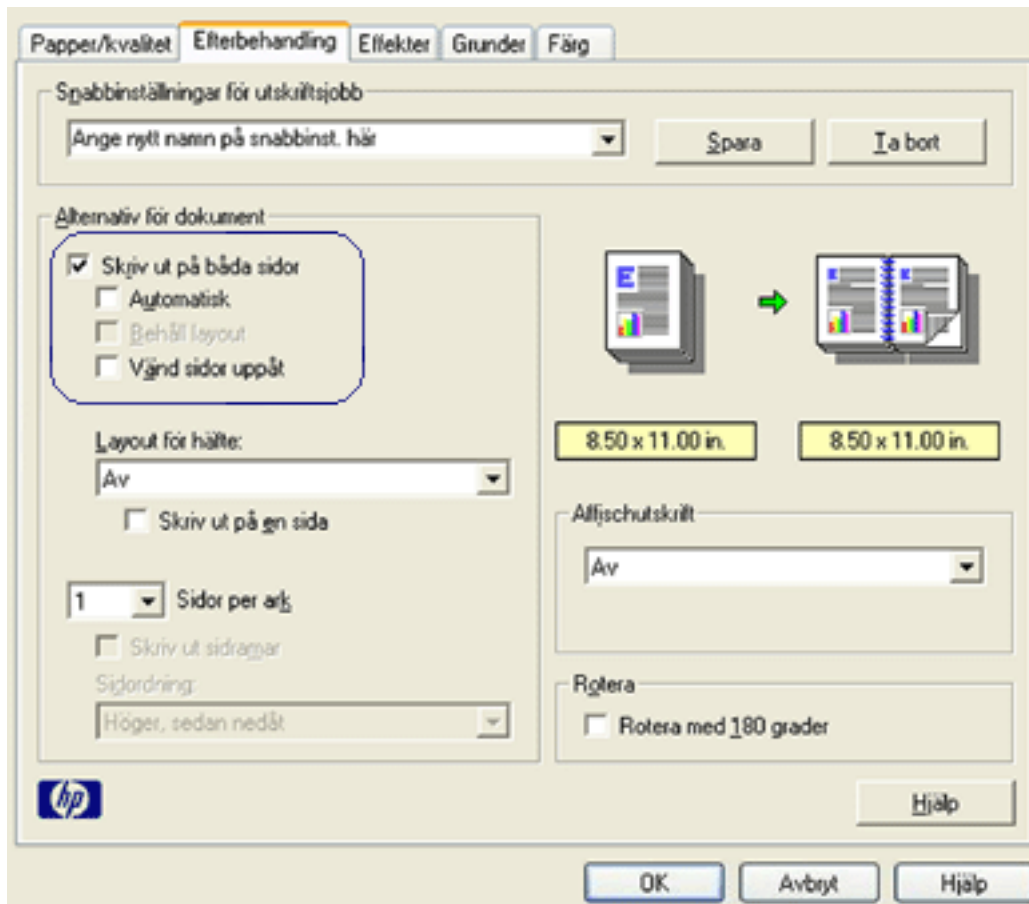 Papper/kvalitet Efterbehandling Effekter Grunder Färg
Snabbinställningar för utskriftsjobb
Ange nytt namn på snabbinst. här
Spara
Ta bort
Alternativ för dokument
Skriv ut på båda sidor
Automatisk
Behåll layout
Vänd sidor uppåt
Layout för häfte:
Av
Skriv ut på en sida
1 Sidor per ark
Skriv ut sidramar
Sidordning:
Höger, sedan nedåt
E
E E
8.50 x 11.00 in.
8.50 x 11.00 in.
Affischutskrift
Av
Rotera
Rotera med 180 grader
hp
Hjälp
OK Avbryt Hjälp